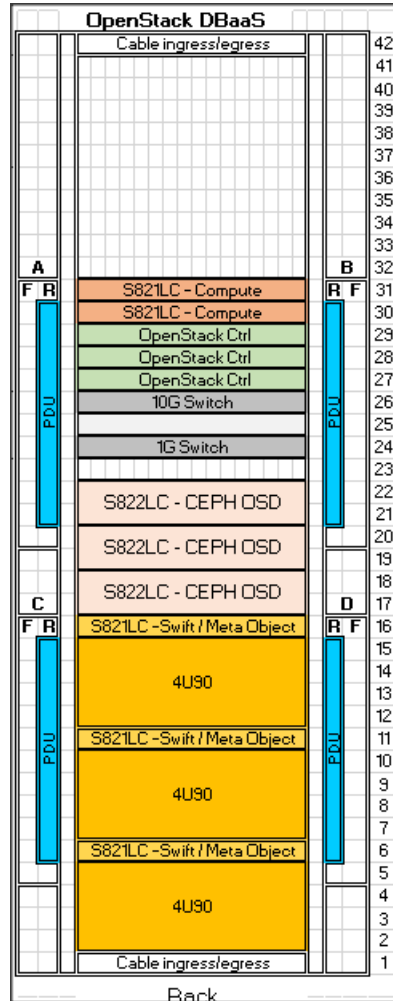 OpenStack DBaaS
Cable ingress/egress 42
41
40
39
38
37
36
35
34
33
A B 32
F R S821LC - Compute R F 31
S821LC - Compute 30
OpenStack Ctrl 29
OpenStack Ctrl 28
OpenStack Ctrl 27
PDU 10G Switch PDU 26
25
1G Switch 24
23
S822LC - CEPH OSD 22
21
S822LC - CEPH OSD 20
19
S822LC - CEPH OSD 18
C D 17
F R S821LC -Swift / Meta Object R F 16
15
4U90 14
13
12
PDU S821LC -Swift / Meta Object PDU 11
10
4U90 9
8
7
S821LC -Swift / Meta Object 6
5
4U90 4
3
2
Cable ingress/egress 1
Back